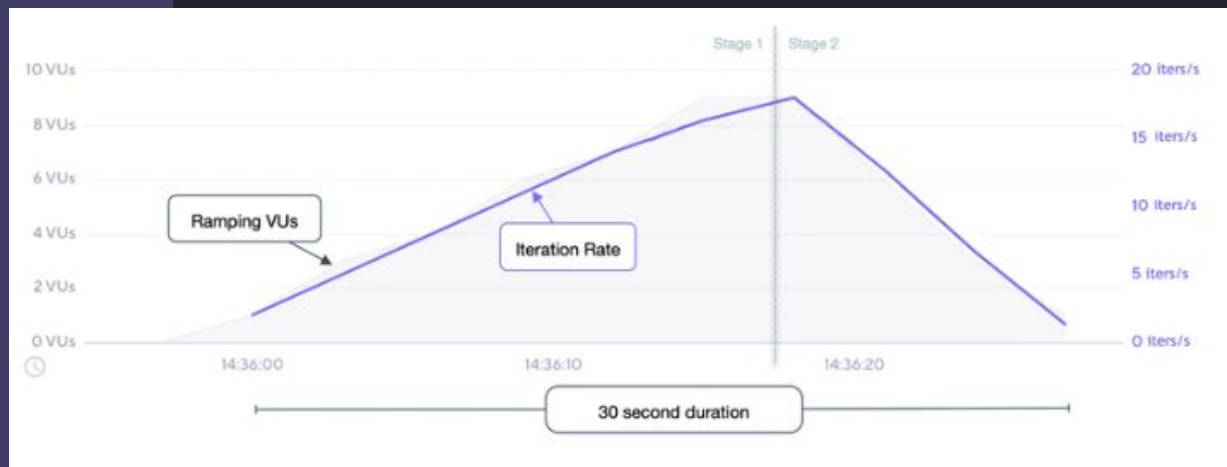 Stage 1 Stage 2
10 VUs
8 VUs
6 VUs
4 VUs
2 VUs
0 VUs
20 iters/s
15 iters/s
10 iters/s
5 iters/s
0 iters/s
Ramping VUs
Iteration Rate
14:36:00 14:36:10 14:36:20
30 second duration